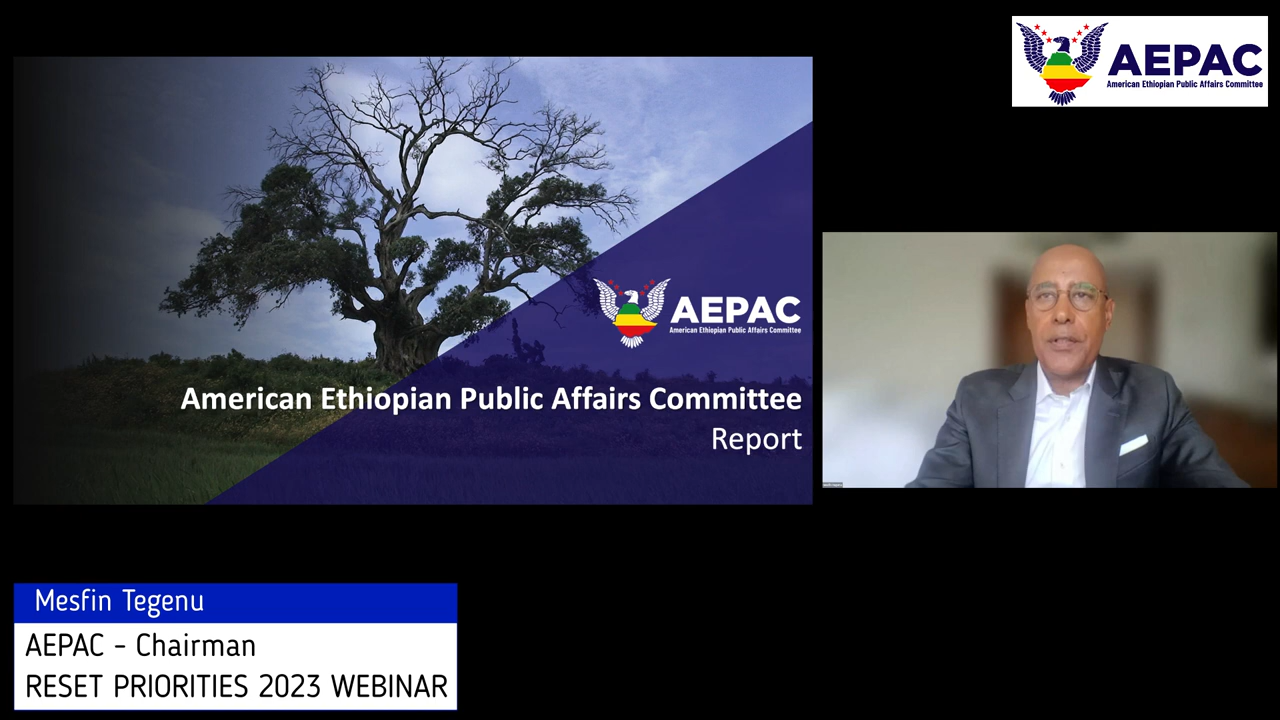 AEPAC
American Ethiopian Public Affairs Committee
AEPAC
American Ethiopian Public Affairs Committee
American Ethiopian Public Affairs Committee
Report
Mesfin Tegenu
AEPAC - Chairman
RESET PRIORITIES 2023 WEBINAR